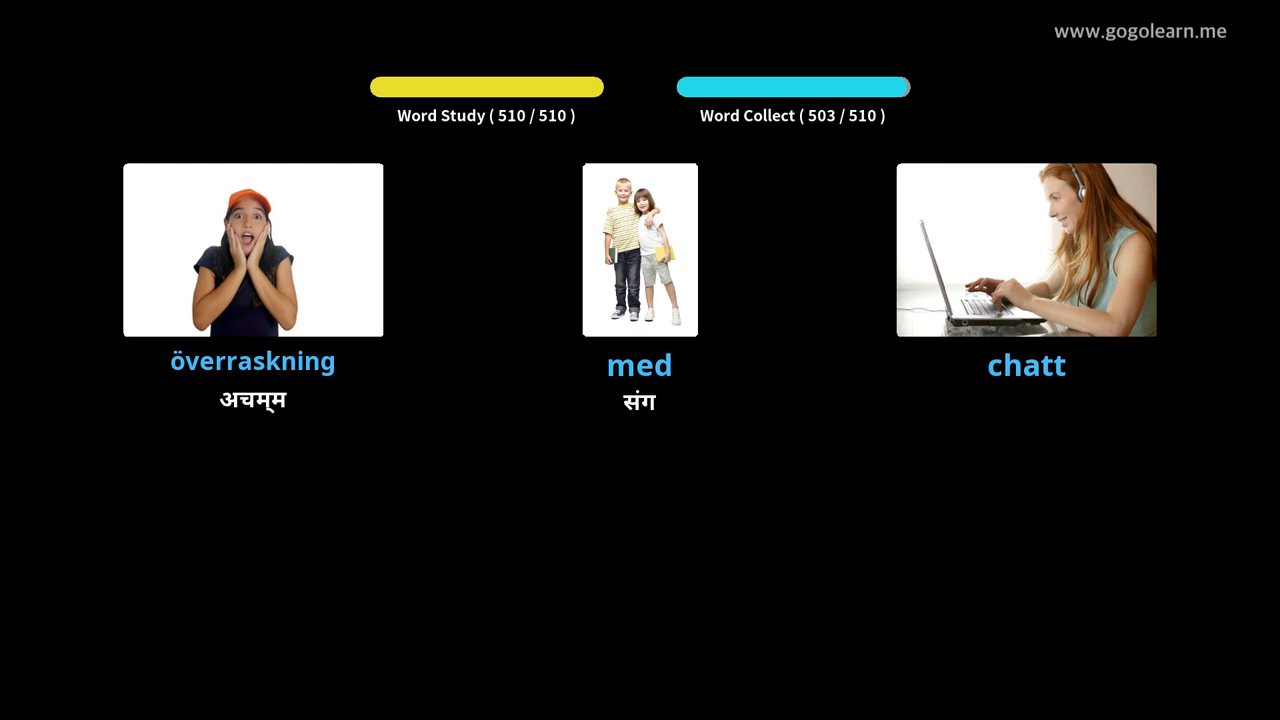 www.gogolearn.me
Word Study ( 510 / 510 )
Word Collect ( 503 / 510 )
överraskning
med
chatt
अचम्‌म
संग